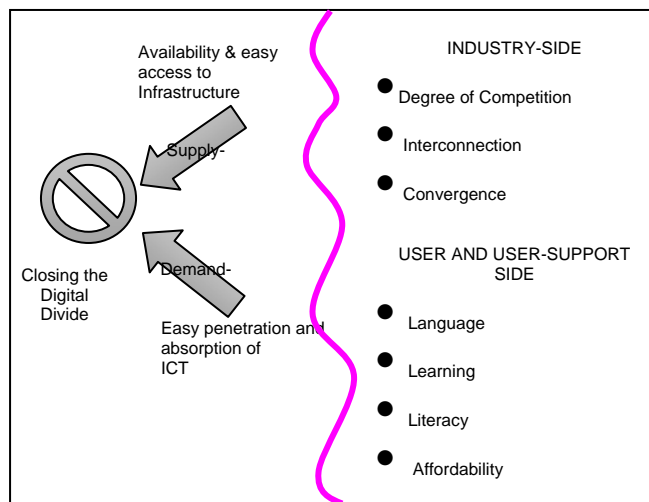 Availability & easy
access to
Infrastructure
Supply-
Demand-
Closing the
Digital
Divide
Easy penetration and
absorption of
ICT
INDUSTRY-SIDE
Degree of Competition
Interconnection
Convergence
USER AND USER-SUPPORT
SIDE
Language
Learning
Literacy
Affordability